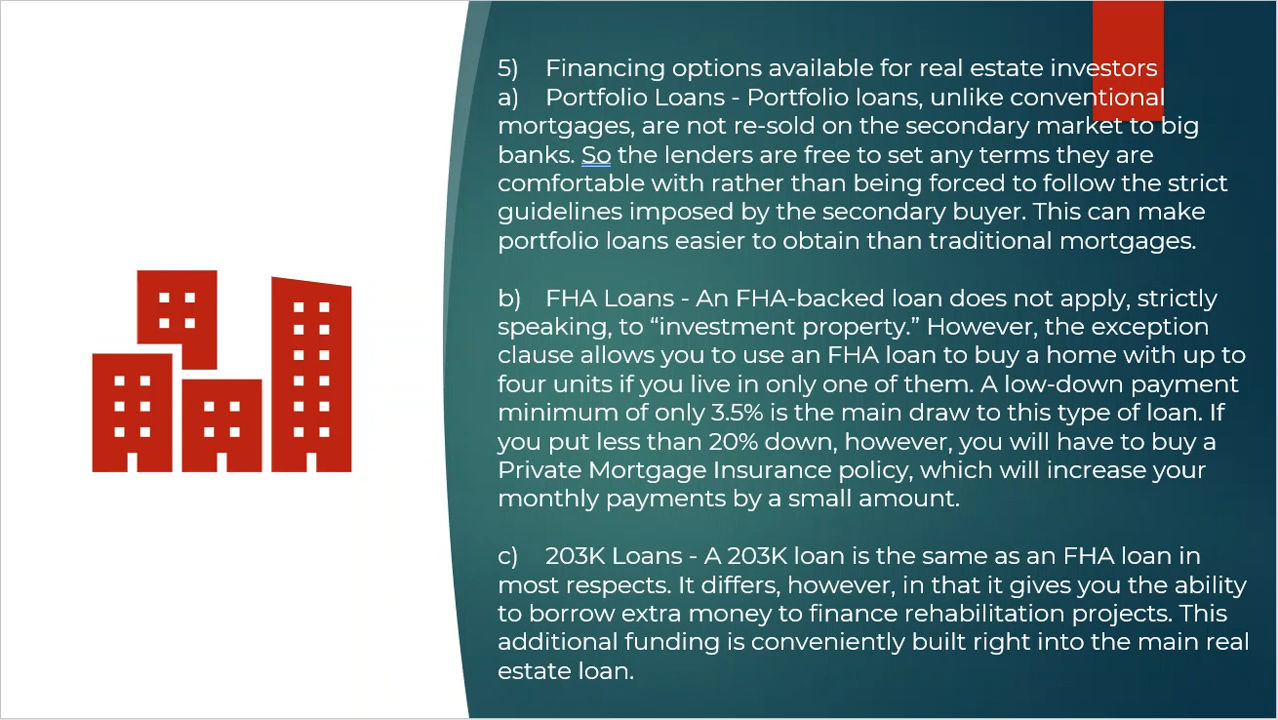 5) Financing options available for real estate investors
a) Portfolio Loans - Portfolio loans, unlike conventional
mortgages, are not re-sold on the secondary market to big
banks. So the lenders are free to set any terms they are
comfortable with rather than being forced to follow the strict
guidelines imposed by the secondary buyer. This can make
portfolio loans easier to obtain than traditional mortgages.
b) FHA Loans - An FHA-backed loan does not apply, strictly
speaking, to “investment property.” However, the exception
clause allows you to use an FHA loan to buy a home with up to
four units if you live in only one of them. A low-down payment
minimum of only 3.5% is the main draw to this type of loan. If
you put less than 20% down, however, you will have to buy a
Private Mortgage Insurance policy, which will increase your
monthly payments by a small amount.
c) 203K Loans - A 203K loan is the same as an FHA loan in
most respects. It differs, however, in that it gives you the ability
to borrow extra money to finance rehabilitation projects. This
additional funding is conveniently built right into the main real
estate loan.